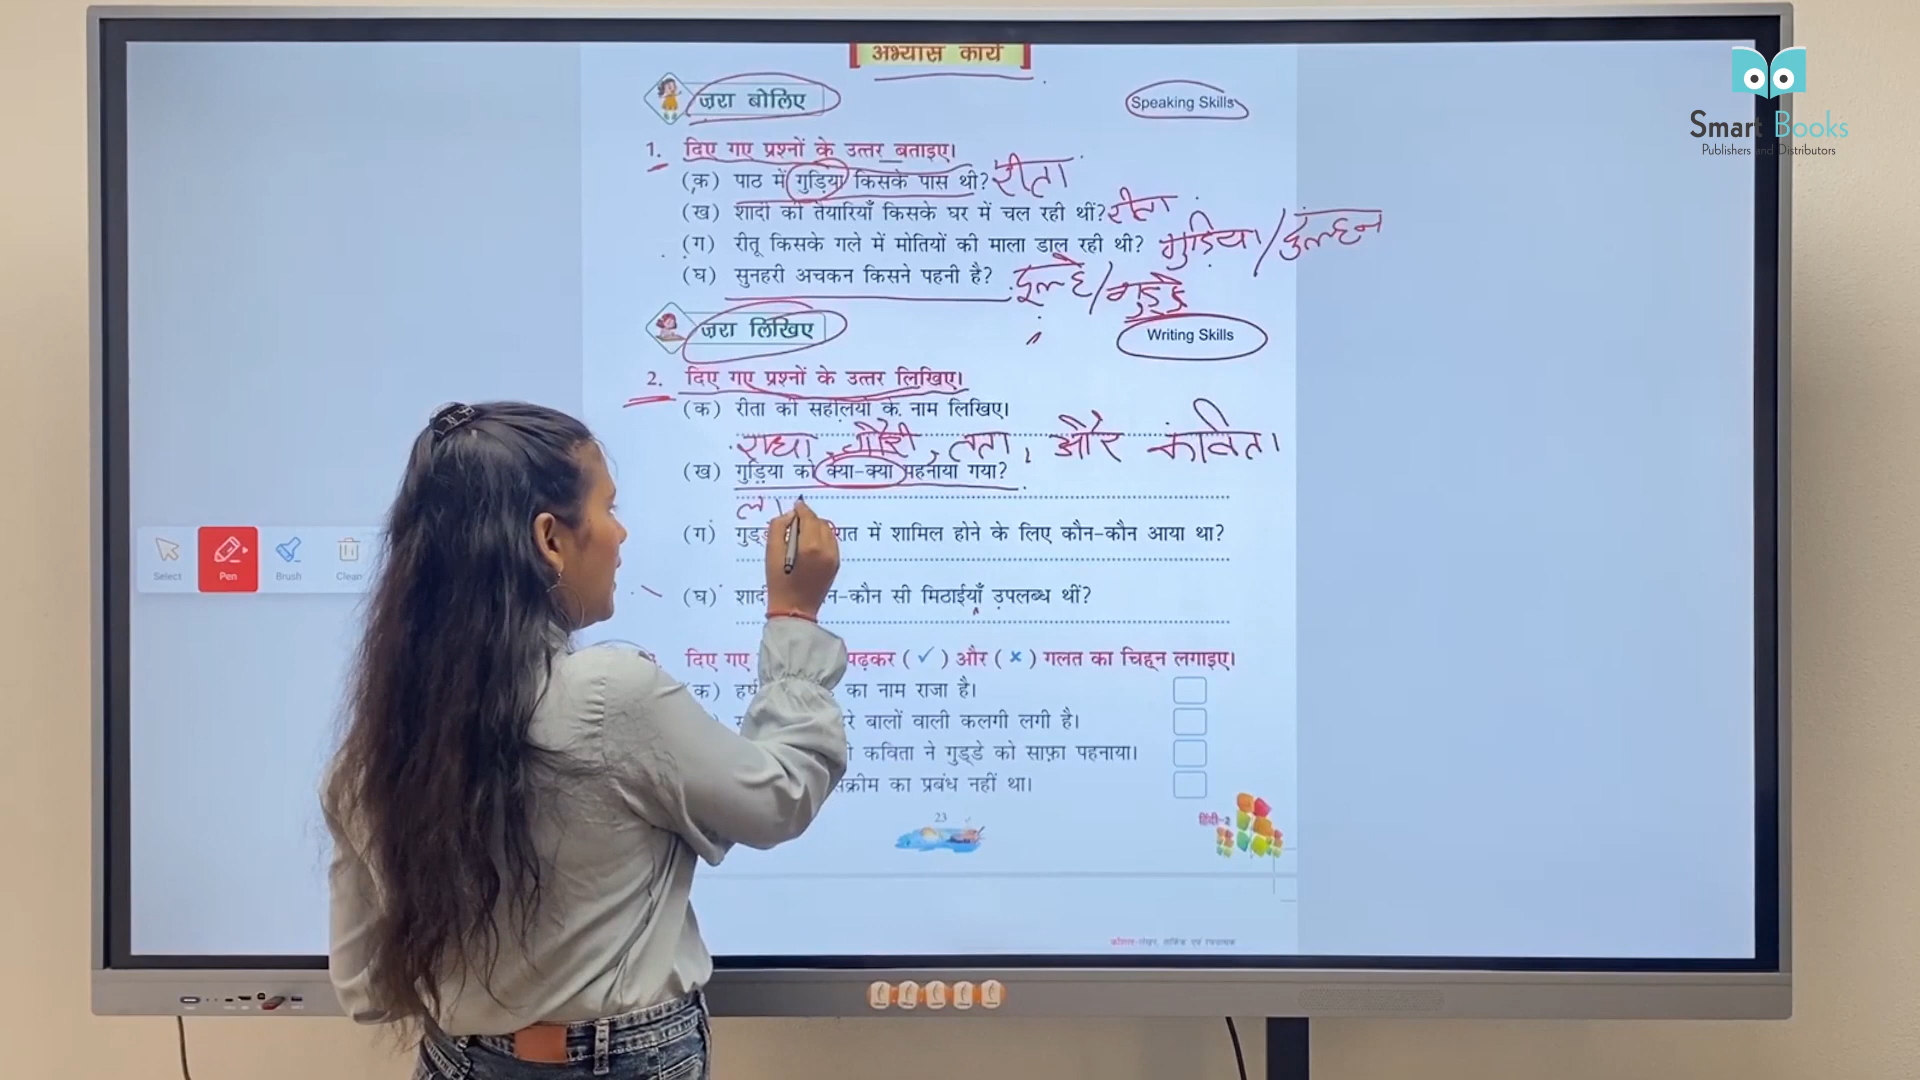 अभ्यास कार्य
ज़रा बोलिए
Speaking Skills
Smart Books
Publishers and Distributors
1. दिए गए प्रश्नों के उत्तर बताइए।
(क) पाठ में गुड़िया किसके पास थी? रीता
(ख) शादी की तैयारियाँ किसके घर में चल रही थीं? रीता
(ग) रीतू किसके गले में मोतियों की माला डाल रही थी? गुड़िया/दुल्हन
(घ) सुनहरी अचकन किसने पहनी है? दूल्हे/गुड्डे
ज़रा लिखिए
Writing Skills
2. दिए गए प्रश्नों के उत्तर लिखिए।
(क) रीता की सहेलियों के नाम लिखिए।
राधा, गौरी, लता, और कविता।
(ख) गुड़िया को क्या-क्या पहनाया गया?
ला
(ग) में शामिल होने के लिए कौन-कौन आया था?
(घ) कौन सी मिठाईयाँ उपलब्ध थीं?
दिए गए पढ़कर (✓) और (×) गलत का चिह्न लगाइए।
क) का नाम राजा है।
बालों वाली कलगी लगी है।
कविता ने गुड्डे को साफ़ा पहनाया।
का प्रबंध नहीं था।
23
हिंदी-2
Select
Pen
Brush
Clean